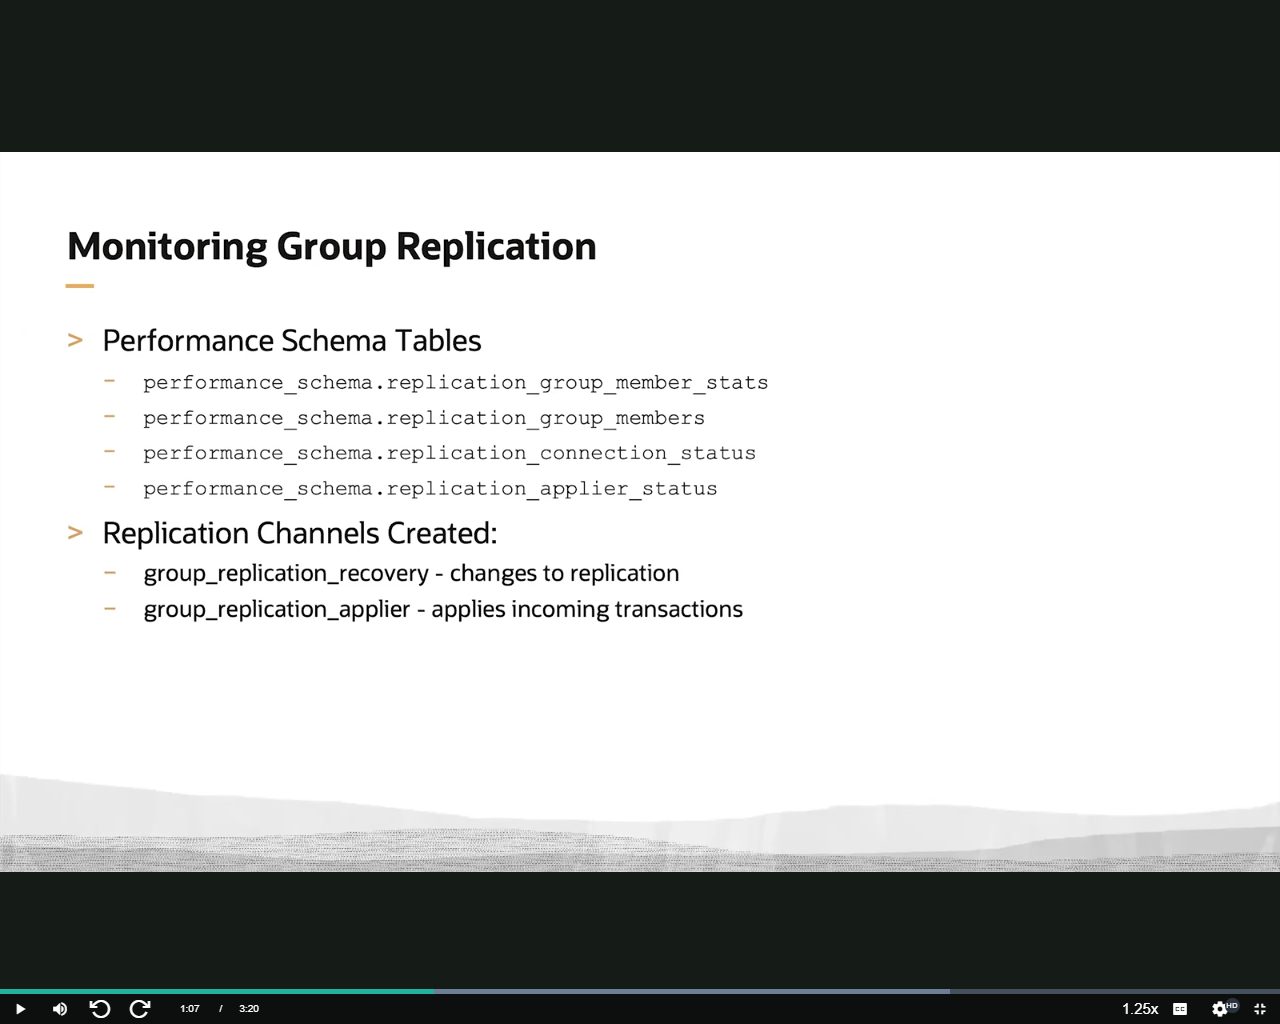 Monitoring Group Replication
> Performance Schema Tables
– performance_schema.replication_group_member_stats
– performance_schema.replication_group_members
– performance_schema.replication_connection_status
– performance_schema.replication_applier_status
> Replication Channels Created:
– group_replication_recovery - changes to replication
– group_replication_applier - applies incoming transactions
1:07 / 3:20 1.25x CC HD